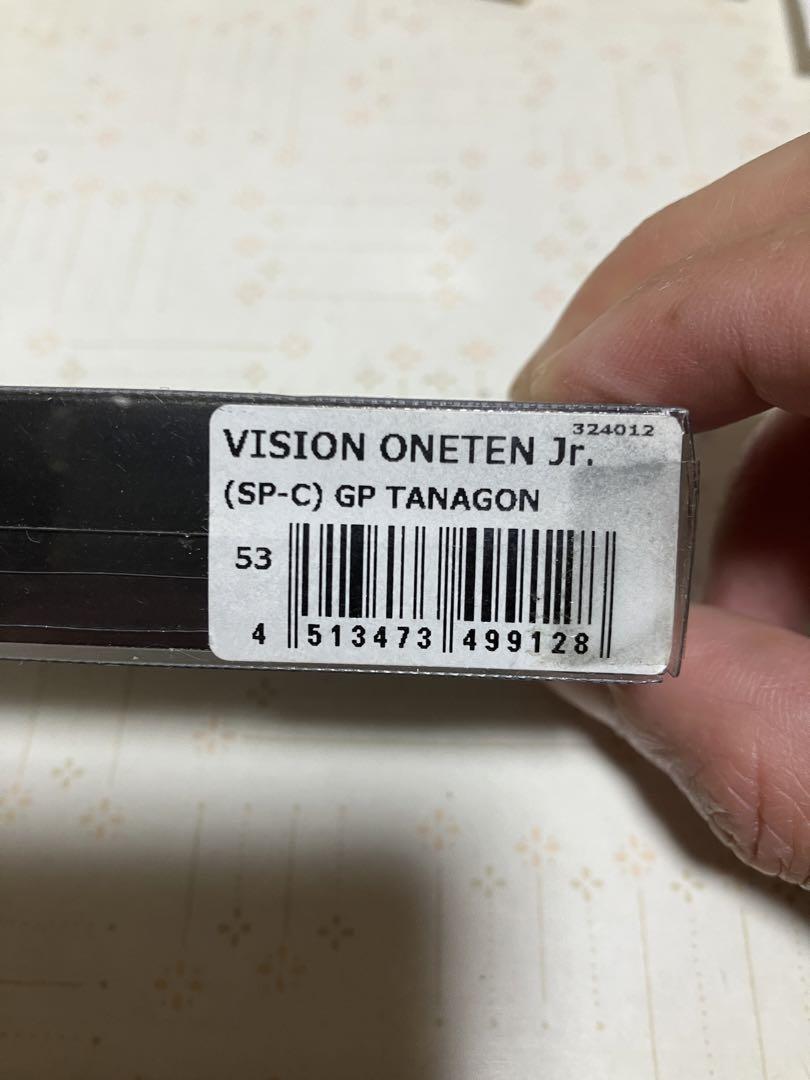 324012
VISION ONETEN Jr.
(SP-C) GP TANAGON
53
4 513473 499128